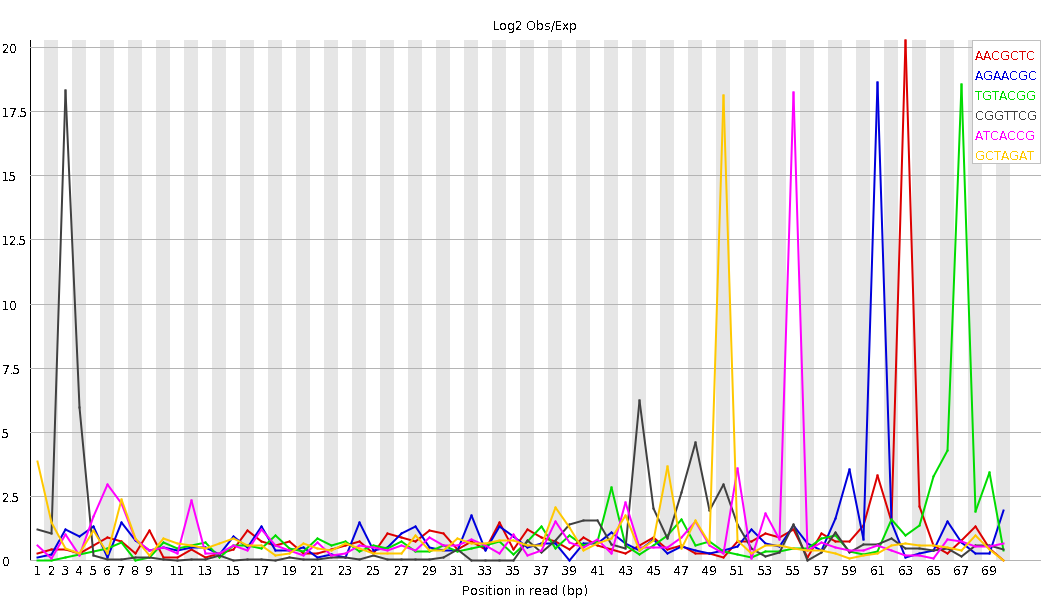 Log2 Obs/Exp
20
17.5
15
12.5
10
7.5
5
2.5
0
AACGCTC
AGAACGC
TGTACGG
CGGTTCG
ATCACCG
GCTAGAT
1 2 3 4 5 6 7 8 9 11 13 15 17 19 21 23 25 27 29 31 33 35 37 39 41 43 45 47 49 51 53 55 57 59 61 63 65 67 69
Position in read (bp)